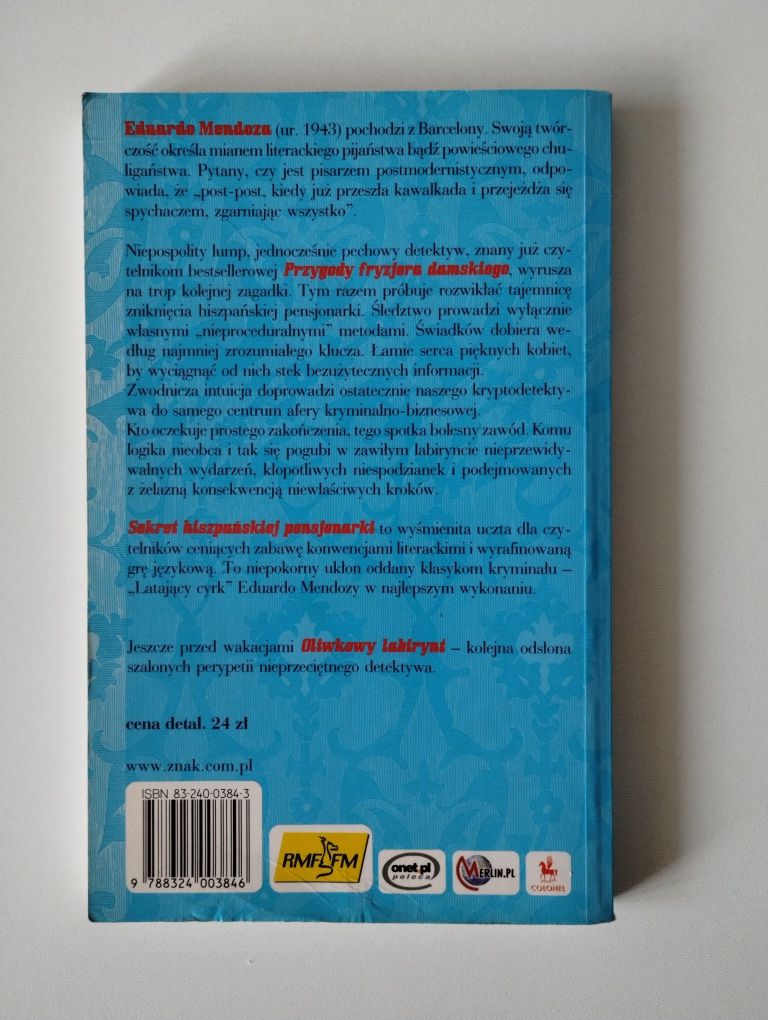 Eduardo Mendoza (ur. 1943) pochodzi z Barcelony. Swoją twór-
czość określa mianem literackiego pijaństwa bądź powieściowego chu-
ligaństwa. Pytany, czy jest pisarzem postmodernistycznym, odpo-
wiada, że „post-post, kiedy już przeszła kawalkada i przejeżdża się
spychaczem, zgarniając wszystko”.
Niepospolity lump, jednocześnie pechowy detektyw, znany już czy-
telnikom bestsellerowej Przygody fryzjera damskiego, wyrusza
na trop kolejnej zagadki. Tym razem próbuje rozwikłać tajemnicę
zniknięcia hiszpańskiej pensjonarki. Śledztwo prowadzi wyłącznie
własnymi „nieproceduralnymi” metodami. Świadków dobiera we-
dług najmniej zrozumiałego klucza. Łamie serca pięknych kobiet,
by wyciągnąć od nich stek bezużytecznych informacji.
Zwodnicza intuicja doprowadzi ostatecznie naszego kryptodetekty-
wa do samego centrum afery kryminalno-biznesowej.
Kto oczekuje prostego zakończenia, tego spotka bolesny zawód. Komu
logika nieobca i tak się pogubi w zawiłym labiryncie nieprzewidy-
walnych wydarzeń, kłopotliwych niespodzianek i podejmowanych
z żelazną konsekwencją niewłaściwych kroków.
Sekret hiszpańskiej pensjonarki to wyśmienita uczta dla czy-
telników ceniących zabawę konwencjami literackimi i wyrafinowaną
grę językową. To niepokorny ukłon oddany klasykom kryminału –
„Latający cyrk” Eduardo Mendozy w najlepszym wykonaniu.
Jeszcze przed wakacjami Oliwkowy labirynt – kolejna odsłona
szalonych perypetii nieprzeciętnego detektywa.
cena detal. 24 zł
www.znak.com.pl
ISBN 83-240-0384-3
9 788324 003846
RMF FM
onet.pl
poleca
MERLIN.PL
COLONEL